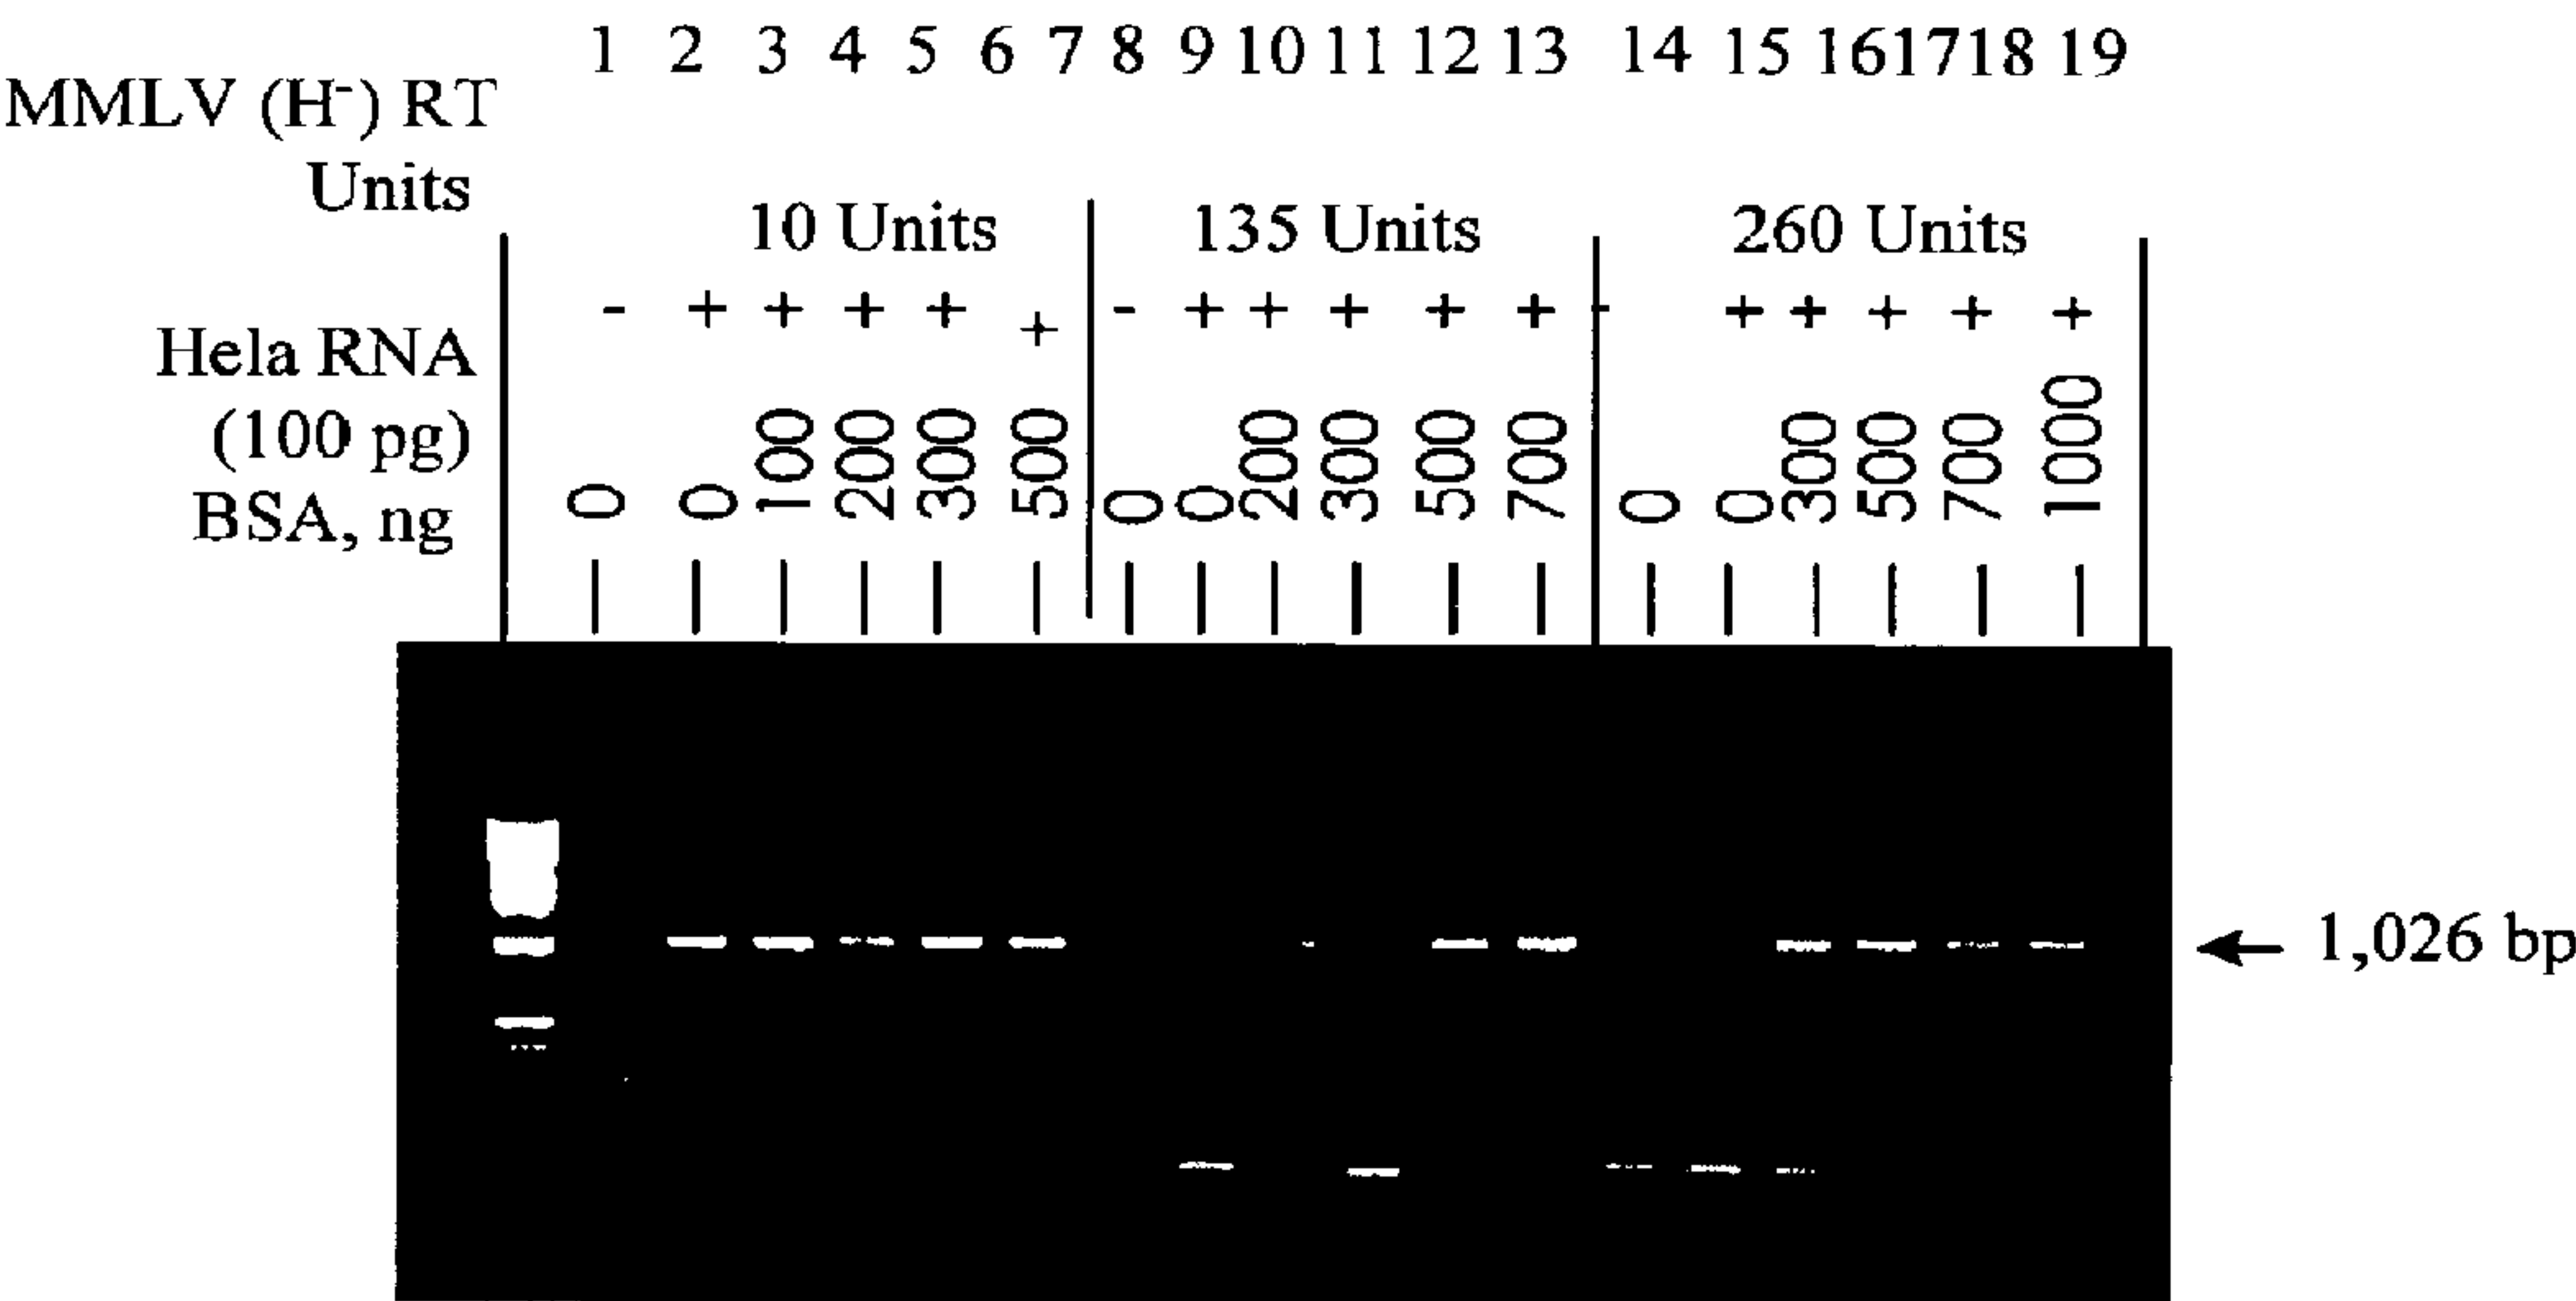 1 2 3 4 5 6 7 8 9 10 11 12 13 14 15 16 17 18 19
MMLV (H-) RT
Units
10 Units 135 Units 260 Units
- + + + + + - + + + + + - + + + + +
Hela RNA
(100 pg)
BSA, ng
0 0 100 200 300 500 0 0 200 300 500 700 0 0 300 500 700 1000
← 1,026 bp